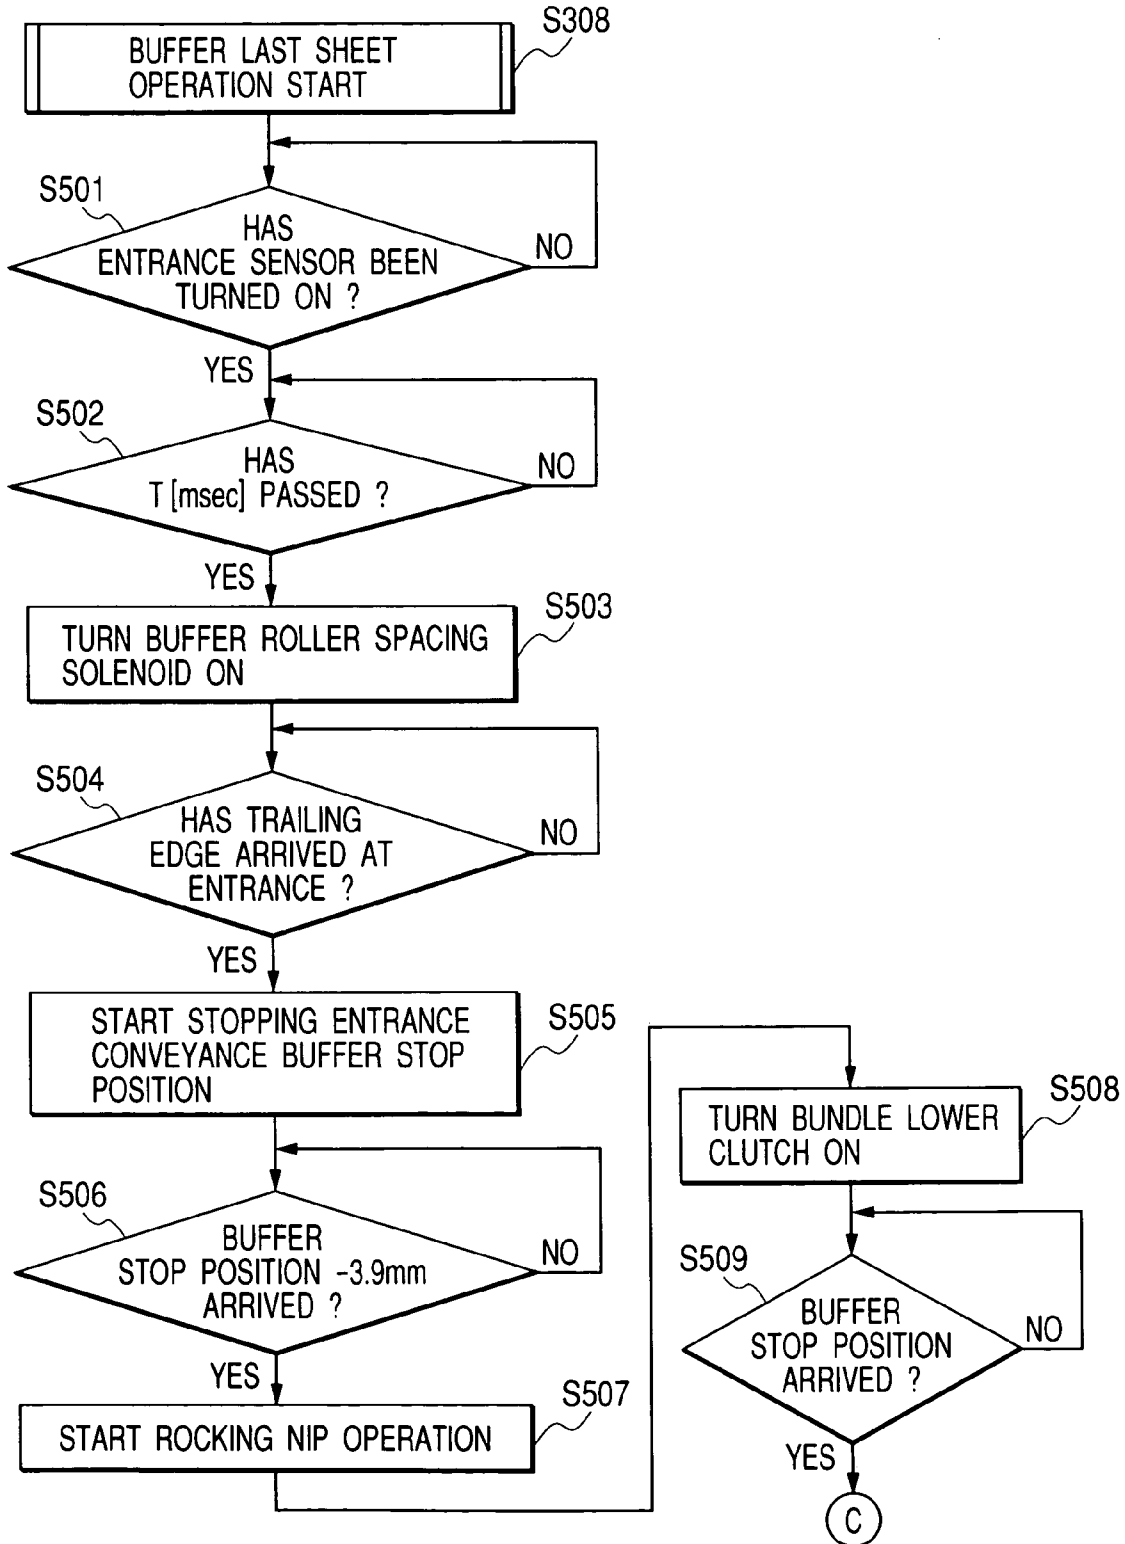 S308
BUFFER LAST SHEET
OPERATION START
S501
HAS
ENTRANCE SENSOR BEEN
TURNED ON ?
NO
YES
S502
HAS
T [msec] PASSED ?
NO
YES
S503
TURN BUFFER ROLLER SPACING
SOLENOID ON
S504
HAS TRAILING
EDGE ARRIVED AT
ENTRANCE ?
NO
YES
S505
START STOPPING ENTRANCE
CONVEYANCE BUFFER STOP
POSITION
S506
BUFFER
STOP POSITION -3.9mm
ARRIVED ?
NO
YES
S507
START ROCKING NIP OPERATION
S508
TURN BUNDLE LOWER
CLUTCH ON
S509
BUFFER
STOP POSITION
ARRIVED ?
NO
YES
C